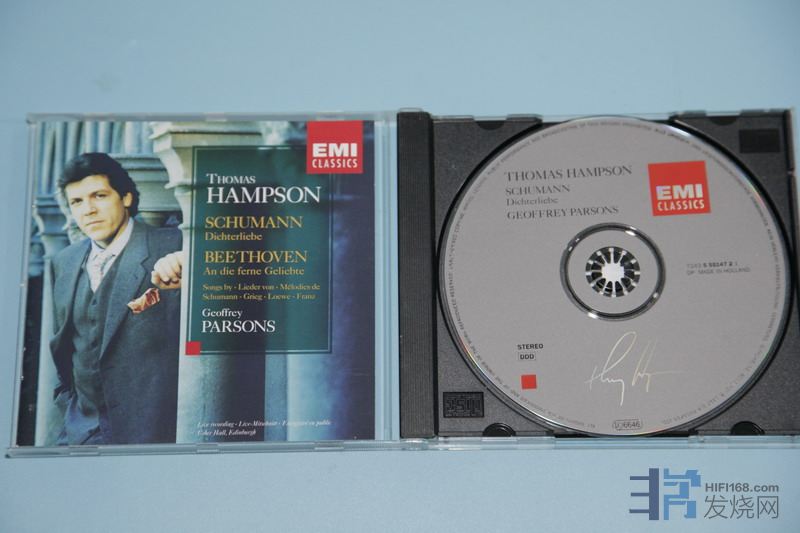 EMI
CLASSICS
THOMAS
HAMPSON
SCHUMANN
Dichterliebe
BEETHOVEN
An die ferne Geliebte
Songs by · Lieder von · Mélodies de
Schumann · Grieg · Loewe · Franz
Geoffrey
PARSONS
Live recording · Live-Mitschnitt · Enregistré en public
Usher Hall, Edinburgh
THOMAS HAMPSON
SCHUMANN
Dichterliebe
GEOFFREY PARSONS
EMI
CLASSICS
MADE IN HOLLAND
STEREO
DDD
HIFI168.com
发烧网